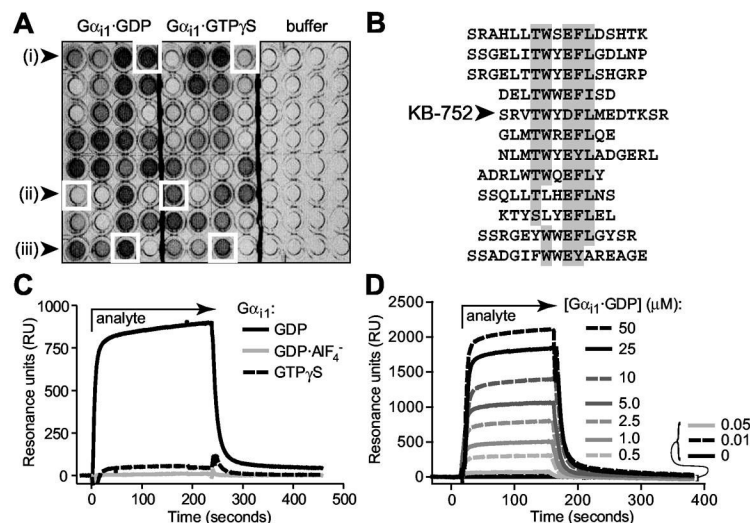 A
Gαi1·GDP Gαi1·GTPγS buffer
(i)
(ii)
(iii)
B
SRAHLLTWSEFLDSHTK
SSGELITYWEFLGDLNP
SRGELTTYWEFLSHGRP
DELTWWEFISD
KB-752 SRVTWYDFLMEDTKSR
GLMTWREFLQE
NLMTWYEYLADGERL
ADRLWTWQEFLY
SSQLLTLHENFLNS
KTYSLYEFLEL
SSRGEYWWEFLGYSR
SSADGIFWWEYAREAGE
C
analyte
Gαi1:
GDP
GDP·AlF4-
GTPγS
1000
750
500
250
0
Resonance units (RU)
0 100 200 300 400 500
Time (seconds)
D
analyte
[Gαi1·GDP] (μM):
50
25
10
5.0
2.5
1.0
0.5
0.05
0.01
0
2500
2000
1500
1000
500
0
Resonance units (RU)
0 100 200 300 400
Time (seconds)